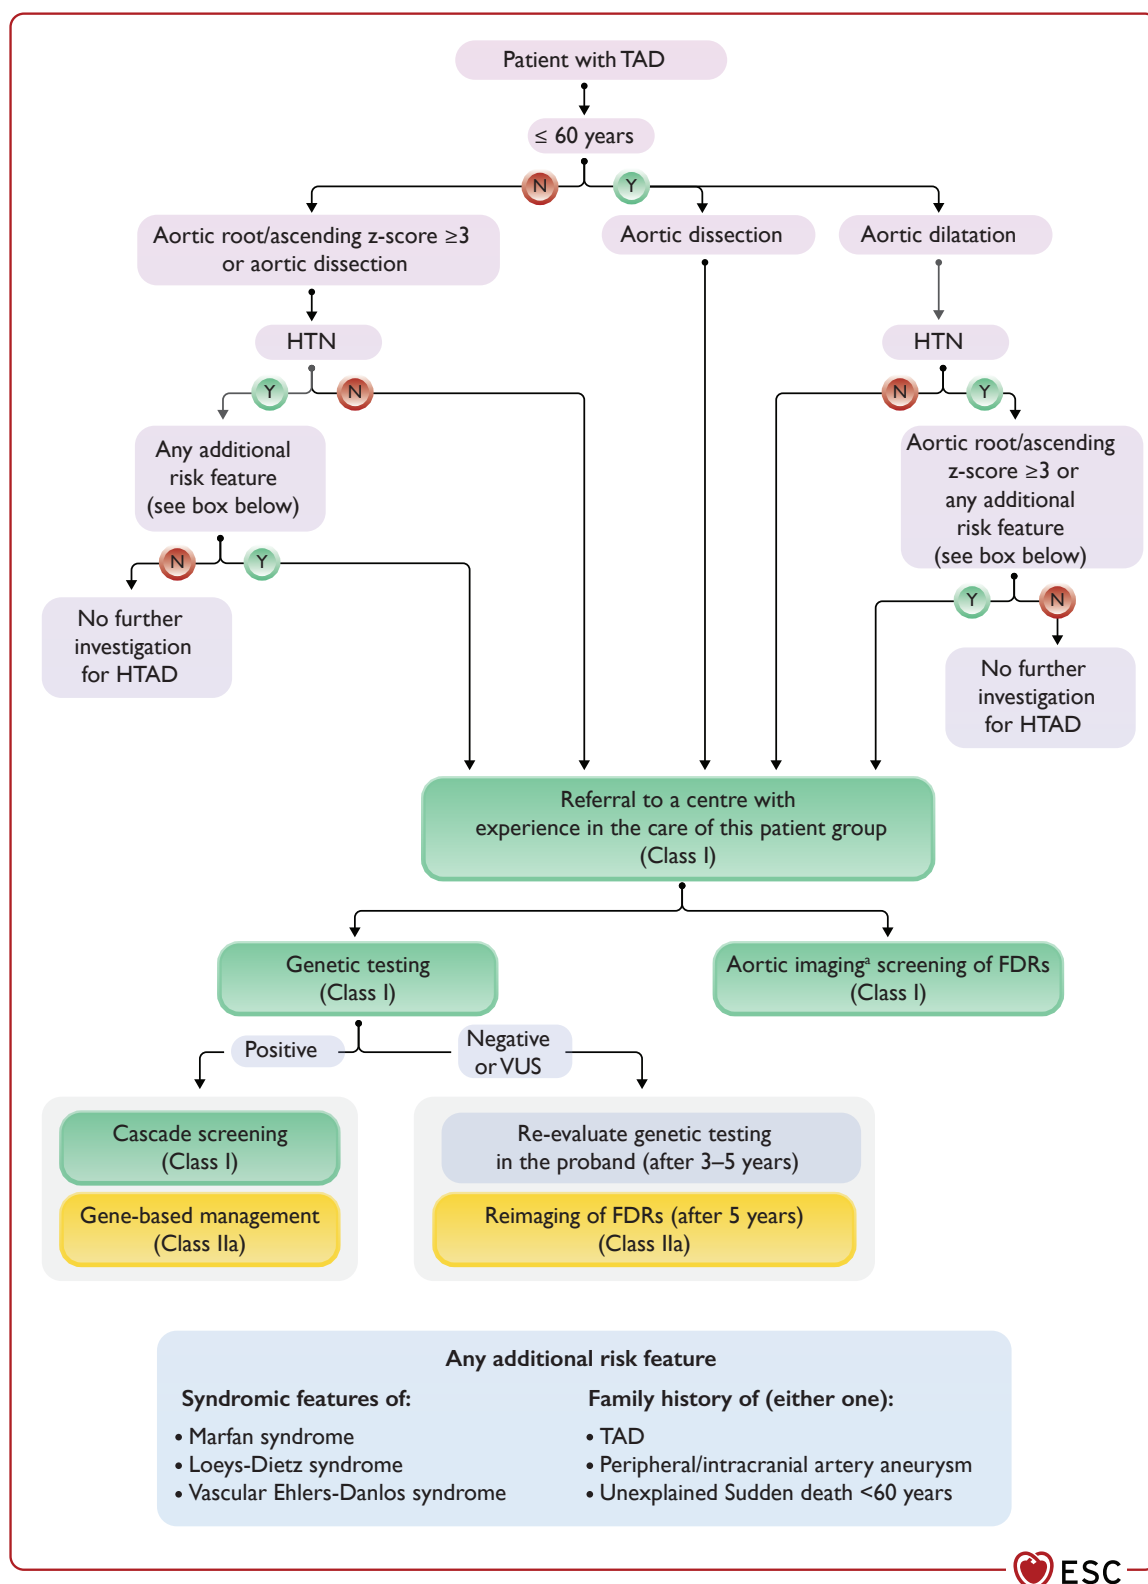 Patient with TAD
≤ 60 years
N
Y
Aortic root/ascending z-score ≥3
or aortic dissection
Aortic dissection
Aortic dilatation
HTN
HTN
Y
N
N
Y
Any additional
risk feature
(see box below)
Aortic root/ascending
z-score ≥3 or
any additional
risk feature
(see box below)
N
Y
Y
N
No further
investigation
for HTAD
No further
investigation
for HTAD
Referral to a centre with
experience in the care of this patient group
(Class I)
Genetic testing
(Class I)
Aortic imagingᵃ screening of FDRs
(Class I)
Positive
Negative
or VUS
Cascade screening
(Class I)
Gene-based management
(Class IIa)
Re-evaluate genetic testing
in the proband (after 3–5 years)
Reimaging of FDRs (after 5 years)
(Class IIa)
Any additional risk feature
Syndromic features of:
• Marfan syndrome
• Loeys-Dietz syndrome
• Vascular Ehlers-Danlos syndrome
Family history of (either one):
• TAD
• Peripheral/intracranial artery aneurysm
• Unexplained Sudden death <60 years
ESC